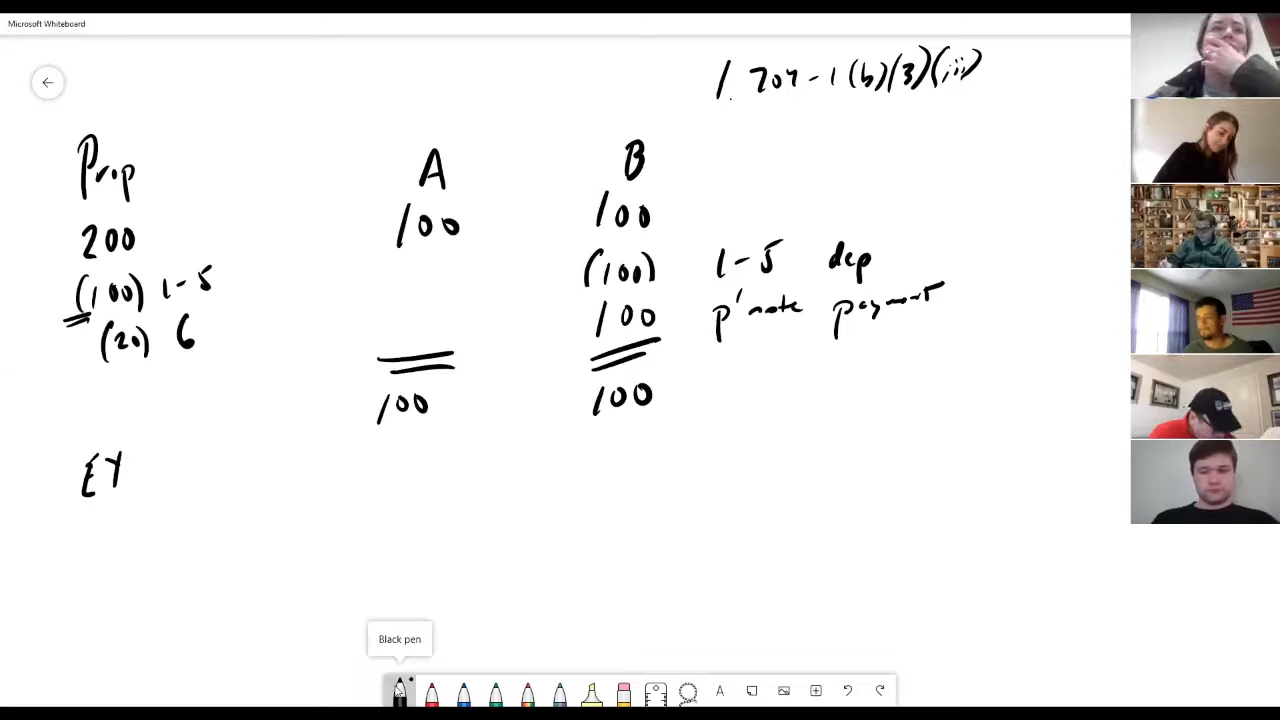 Microsoft Whiteboard
1.704-1(b)(3)(iii)
Prop A B
200 100 100
(100) 1-5 (100) 1-5 dep
(20) 6 100 p'note payment
100 100
EY
Black pen
A